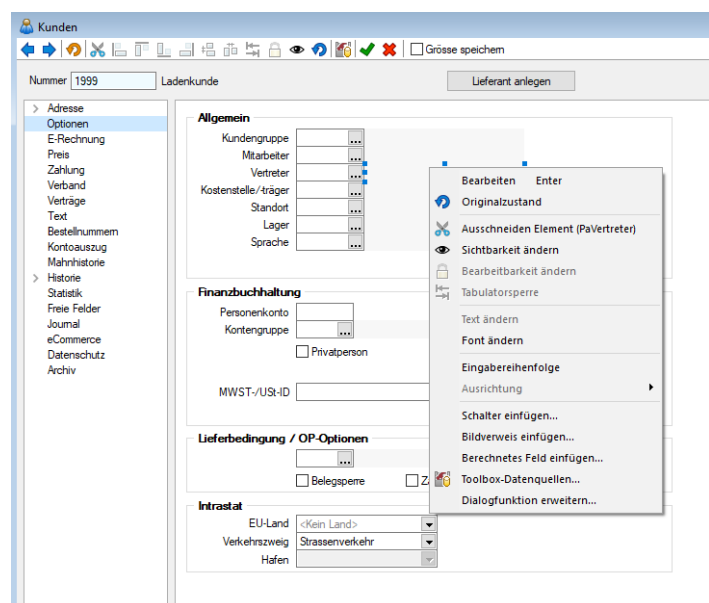 Kunden
Grösse speichern
Nummer 1999 Ladenkunde Lieferant anlegen
Adresse
Optionen
E-Rechnung
Preis
Zahlung
Verband
Verträge
Text
Bestellnummern
Kontoauszug
Mahnhistorie
Historie
Statistik
Freie Felder
Journal
eCommerce
Datenschutz
Archiv
Allgemein
Kundengruppe ...
Mitarbeiter ...
Vertreter ...
Kostenstelle/-träger ...
Standort ...
Lager ...
Sprache ...
Finanzbuchhaltung
Personenkonto
Kontengruppe ...
Privatperson
MWST-/USt-ID
Lieferbedingung / OP-Optionen
...
Belegsperre
Intrastat
EU-Land <Kein Land>
Verkehrszweig Strassenverkehr
Hafen
Bearbeiten Enter
Originalzustand
Ausschneiden Element (PaVertreter)
Sichtbarkeit ändern
Bearbeitbarkeit ändern
Tabulatorsperre
Text ändern
Font ändern
Eingabereihenfolge
Ausrichtung
Schalter einfügen...
Bildverweis einfügen...
Berechnetes Feld einfügen...
Toolbox-Datenquellen...
Dialogfunktion erweitern...